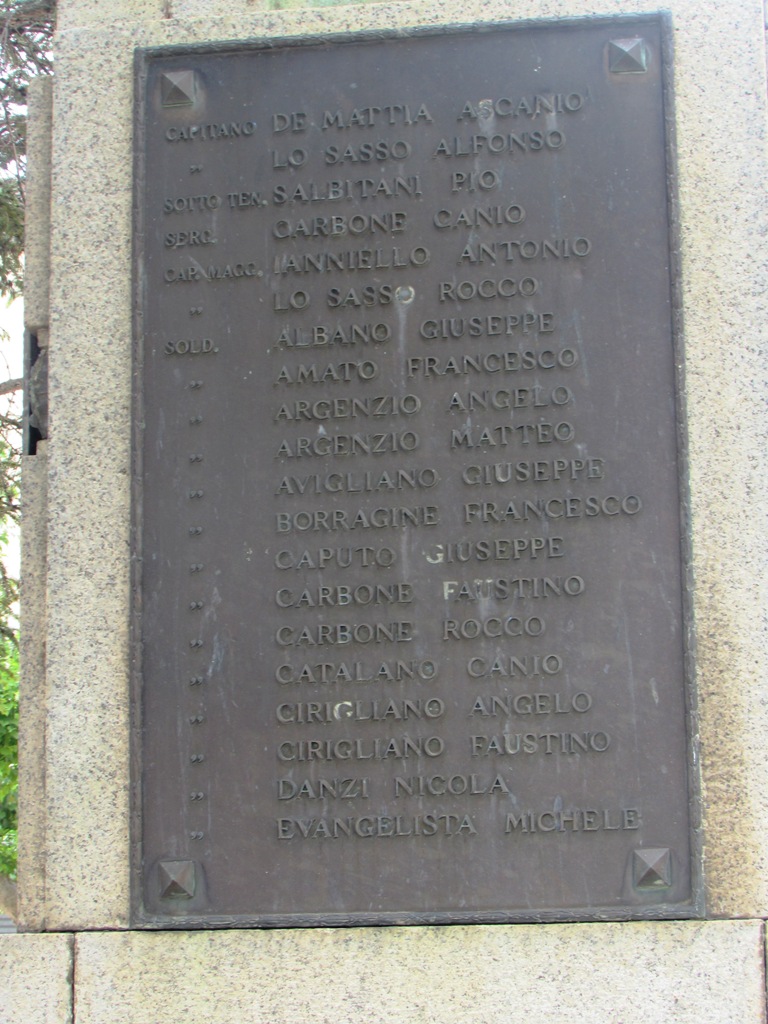 CAPITANO DE MATTIA ASCANIO
„ LO SASSO ALFONSO
SOTTO TEN. SALBITANI PIO
SERG. CARBONE CANIO
CAP. MAGG. IANNIELLO ANTONIO
„ LO SASSO ROCCO
SOLD. ALBANO GIUSEPPE
„ AMATO FRANCESCO
„ ARGENZIO ANGELO
„ ARGENZIO MATTEO
„ AVIGLIANO GIUSEPPE
„ BORRAGINE FRANCESCO
„ CAPUTO GIUSEPPE
„ CARBONE FAUSTINO
„ CARBONE ROCCO
„ CATALANO CANIO
„ CIRIGLIANO ANGELO
„ CIRIGLIANO FAUSTINO
„ DANZI NICOLA
„ EVANGELISTA MICHELE